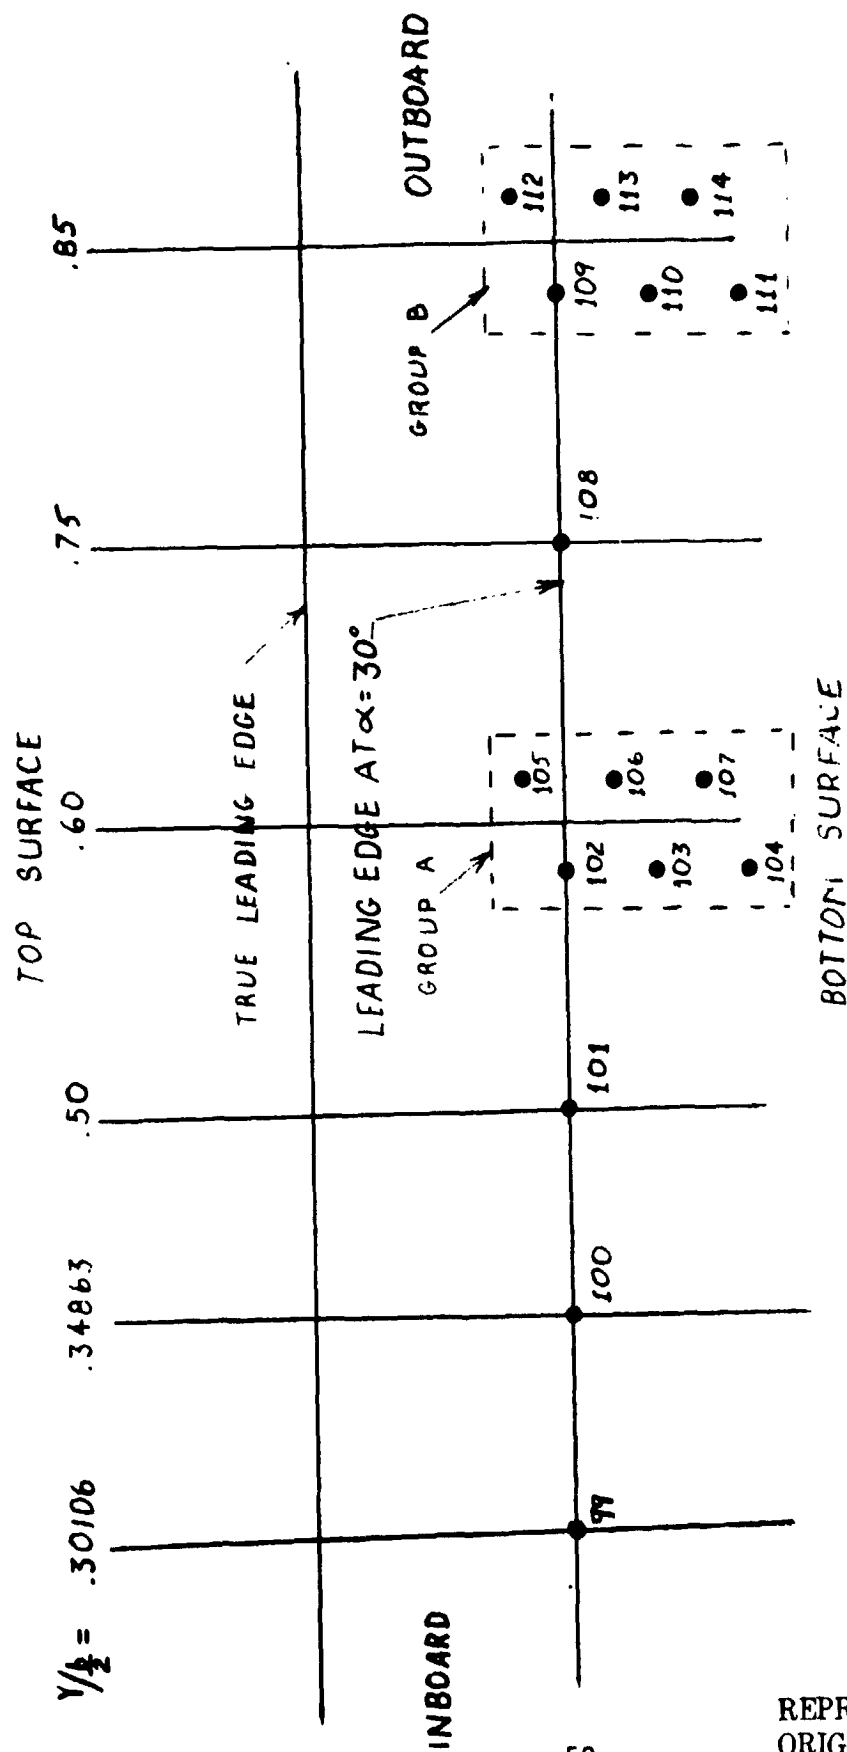 TOP SURFACE
Y/b/2 = .30106 .34863 .50 .60 .75 .85
TRUE LEADING EDGE
LEADING EDGE AT α=30°
INBOARD
OUTBOARD
GROUP A
GROUP B
99
100
101
102
103
104
105
106
107
108
109
110
111
112
113
114
BOTTOM SURFACE
REPR
ORIG